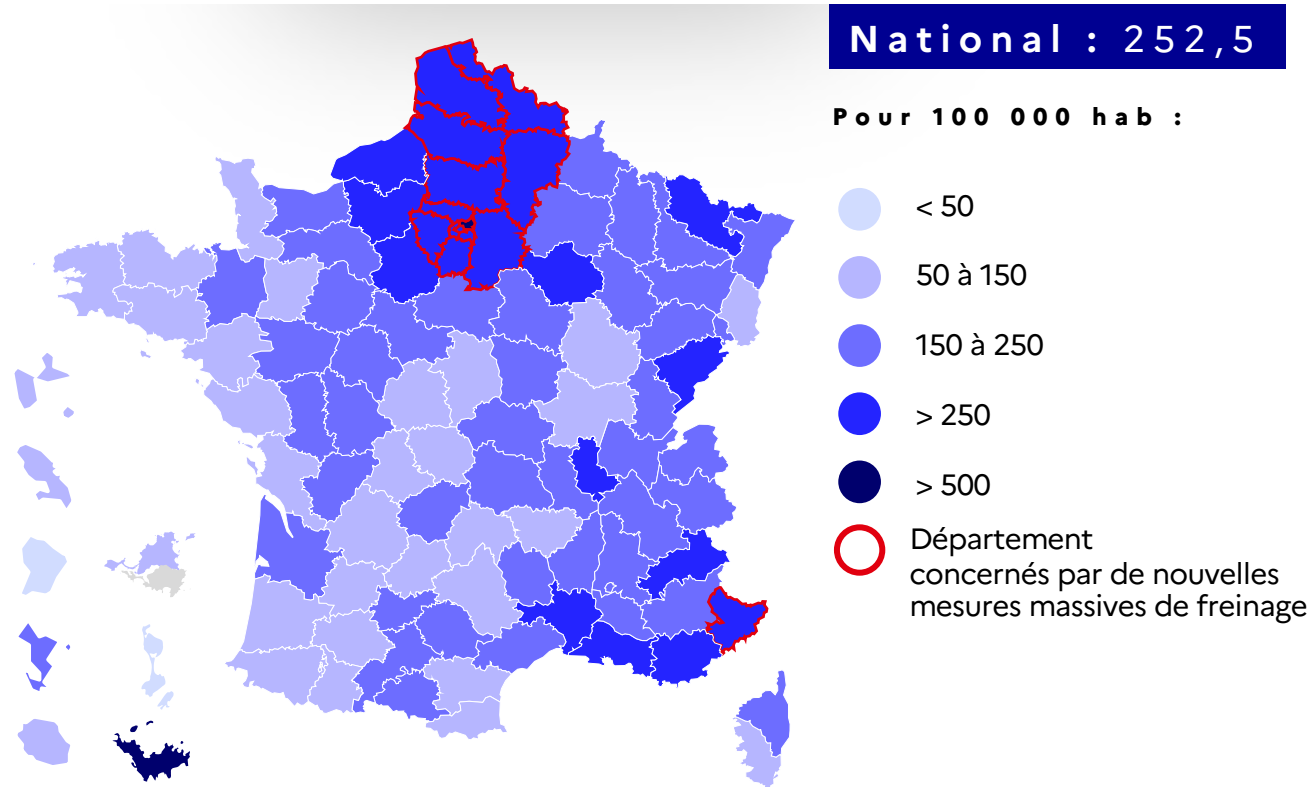 National : 252,5
Pour 100 000 hab :
< 50
50 à 150
150 à 250
> 250
> 500
Département
concernés par de nouvelles
mesures massives de freinage